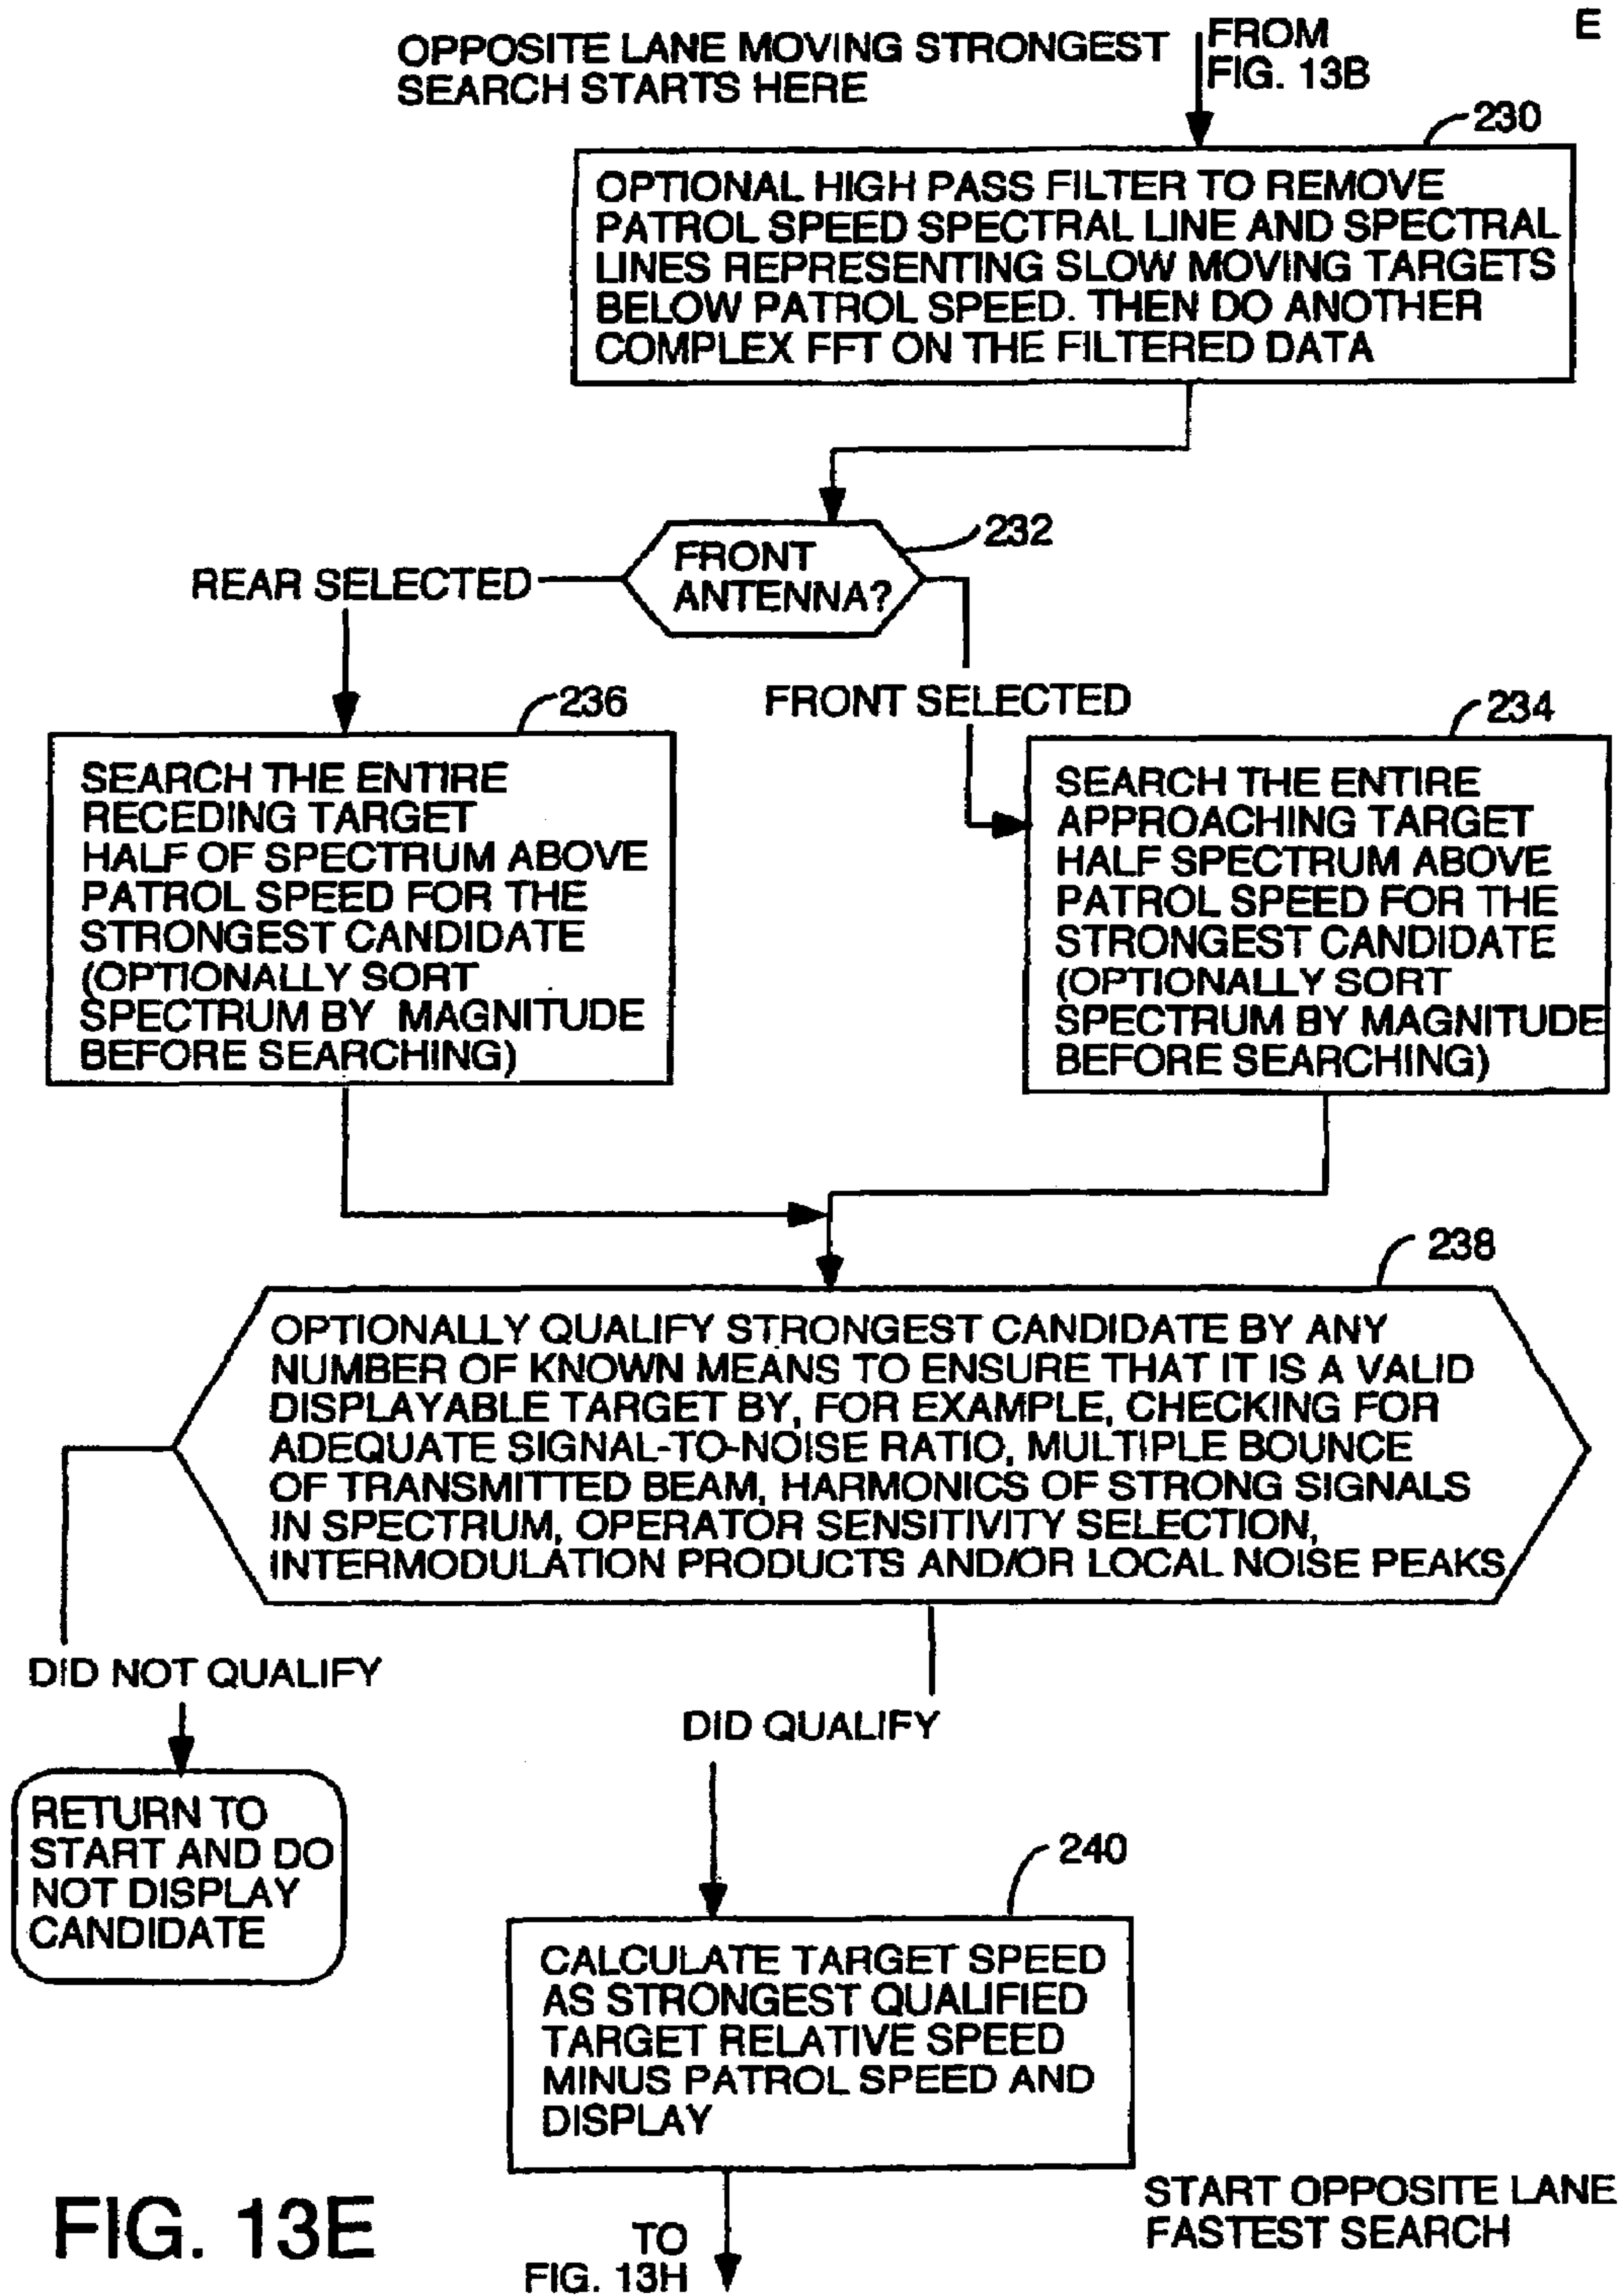 E
OPPOSITE LANE MOVING STRONGEST
SEARCH STARTS HERE
FROM
FIG. 13B
230
OPTIONAL HIGH PASS FILTER TO REMOVE
PATROL SPEED SPECTRAL LINE AND SPECTRAL
LINES REPRESENTING SLOW MOVING TARGETS
BELOW PATROL SPEED. THEN DO ANOTHER
COMPLEX FFT ON THE FILTERED DATA
232
FRONT
ANTENNA?
REAR SELECTED
FRONT SELECTED
236
SEARCH THE ENTIRE
RECEDING TARGET
HALF OF SPECTRUM ABOVE
PATROL SPEED FOR THE
STRONGEST CANDIDATE
(OPTIONALLY SORT
SPECTRUM BY MAGNITUDE
BEFORE SEARCHING)
234
SEARCH THE ENTIRE
APPROACHING TARGET
HALF SPECTRUM ABOVE
PATROL SPEED FOR THE
STRONGEST CANDIDATE
(OPTIONALLY SORT
SPECTRUM BY MAGNITUDE
BEFORE SEARCHING)
238
OPTIONALLY QUALIFY STRONGEST CANDIDATE BY ANY
NUMBER OF KNOWN MEANS TO ENSURE THAT IT IS A VALID
DISPLAYABLE TARGET BY, FOR EXAMPLE, CHECKING FOR
ADEQUATE SIGNAL-TO-NOISE RATIO, MULTIPLE BOUNCE
OF TRANSMITTED BEAM, HARMONICS OF STRONG SIGNALS
IN SPECTRUM, OPERATOR SENSITIVITY SELECTION,
INTERMODULATION PRODUCTS AND/OR LOCAL NOISE PEAKS
DID NOT QUALIFY
DID QUALIFY
RETURN TO
START AND DO
NOT DISPLAY
CANDIDATE
240
CALCULATE TARGET SPEED
AS STRONGEST QUALIFIED
TARGET RELATIVE SPEED
MINUS PATROL SPEED AND
DISPLAY
START OPPOSITE LANE
FASTEST SEARCH
FIG. 13E
TO
FIG. 13H